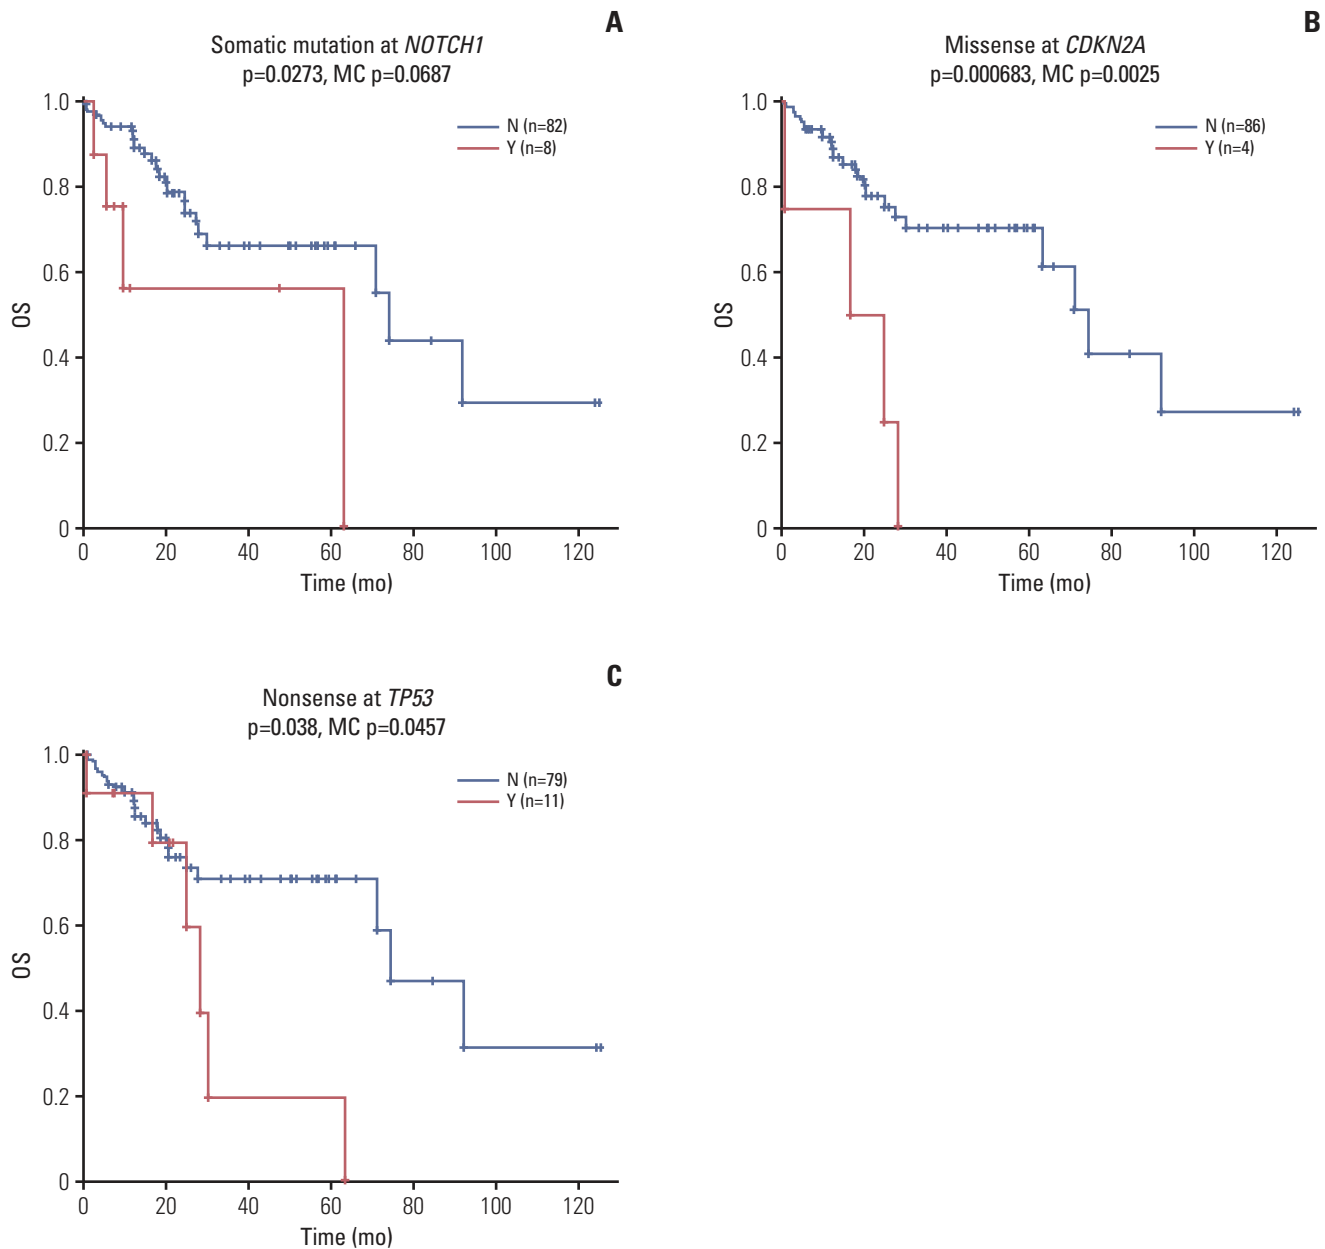 A
Somatic mutation at NOTCH1
p=0.0273, MC p=0.0687
1.0
0.8
0.6
0.4
0.2
0
OS
N (n=82)
Y (n=8)
0 20 40 60 80 100 120
Time (mo)
B
Missense at CDKN2A
p=0.000683, MC p=0.0025
1.0
0.8
0.6
0.4
0.2
0
OS
N (n=86)
Y (n=4)
0 20 40 60 80 100 120
Time (mo)
C
Nonsense at TP53
p=0.038, MC p=0.0457
1.0
0.8
0.6
0.4
0.2
0
OS
N (n=79)
Y (n=11)
0 20 40 60 80 100 120
Time (mo)